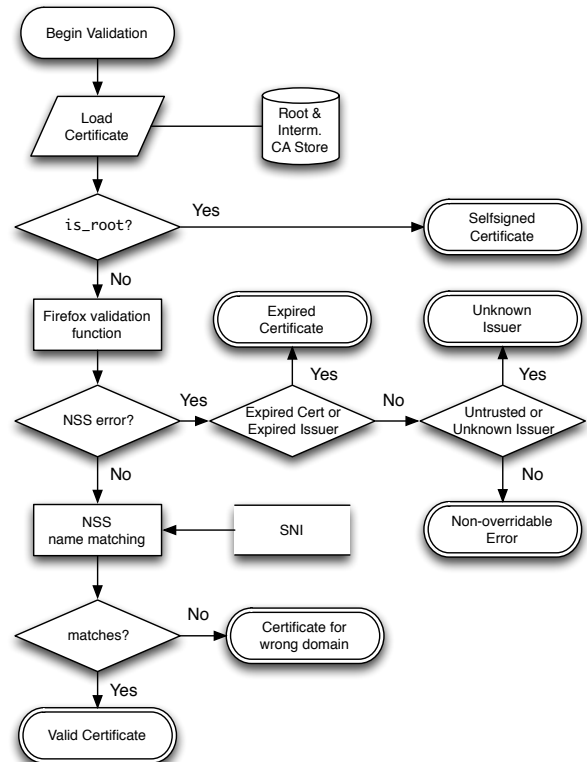 Begin Validation
Load
Certificate
Root &
Interm.
CA Store
is_root?
Yes
Selfsigned
Certificate
No
Firefox validation
function
Expired
Certificate
Unknown
Issuer
Yes
Yes
NSS error?
Yes
Expired Cert or
Expired Issuer
No
Untrusted or
Unknown Issuer
No
No
NSS
name matching
SNI
Non-overridable
Error
matches?
No
Certificate for
wrong domain
Yes
Valid Certificate